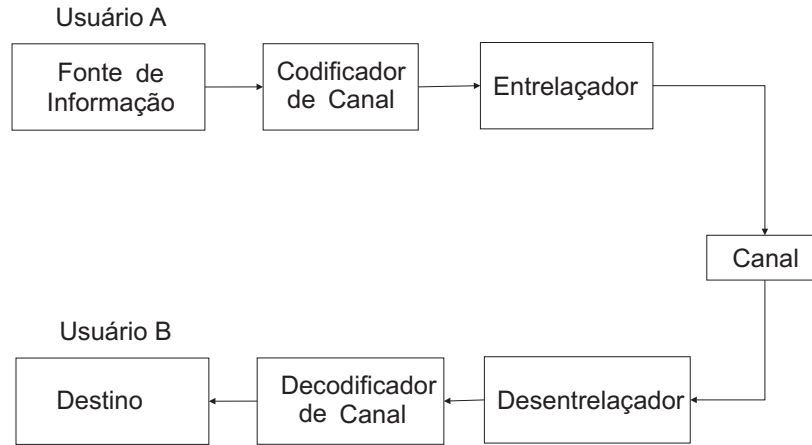 Usuário A
Fonte de
Informação
Codificador
de Canal
Entrelaçador
Canal
Usuário B
Destino
Decodificador
de Canal
Desentrelaçador